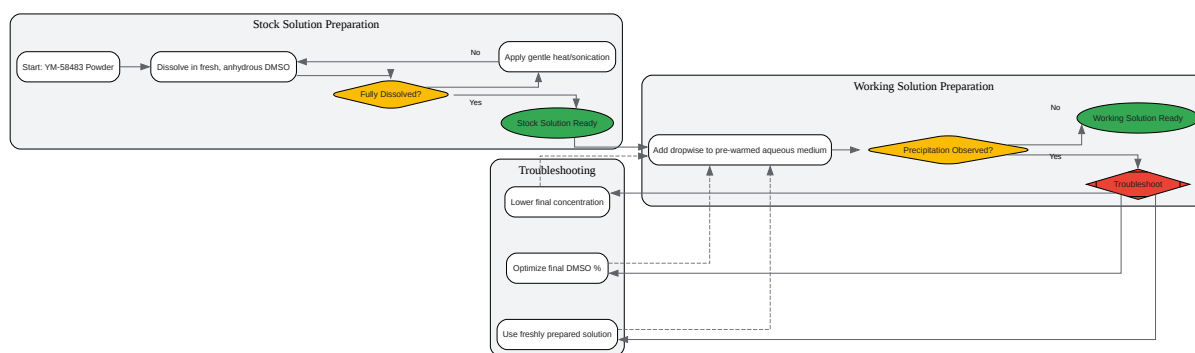 Stock Solution Preparation
Start: YM-58483 Powder
Dissolve in fresh, anhydrous DMSO
No
Apply gentle heat/sonication
Fully Dissolved?
Yes
Stock Solution Ready
Working Solution Preparation
Add dropwise to pre-warmed aqueous medium
Precipitation Observed?
No
Working Solution Ready
Yes
Troubleshoot
Troubleshooting
Lower final concentration
Optimize final DMSO %
Use freshly prepared solution